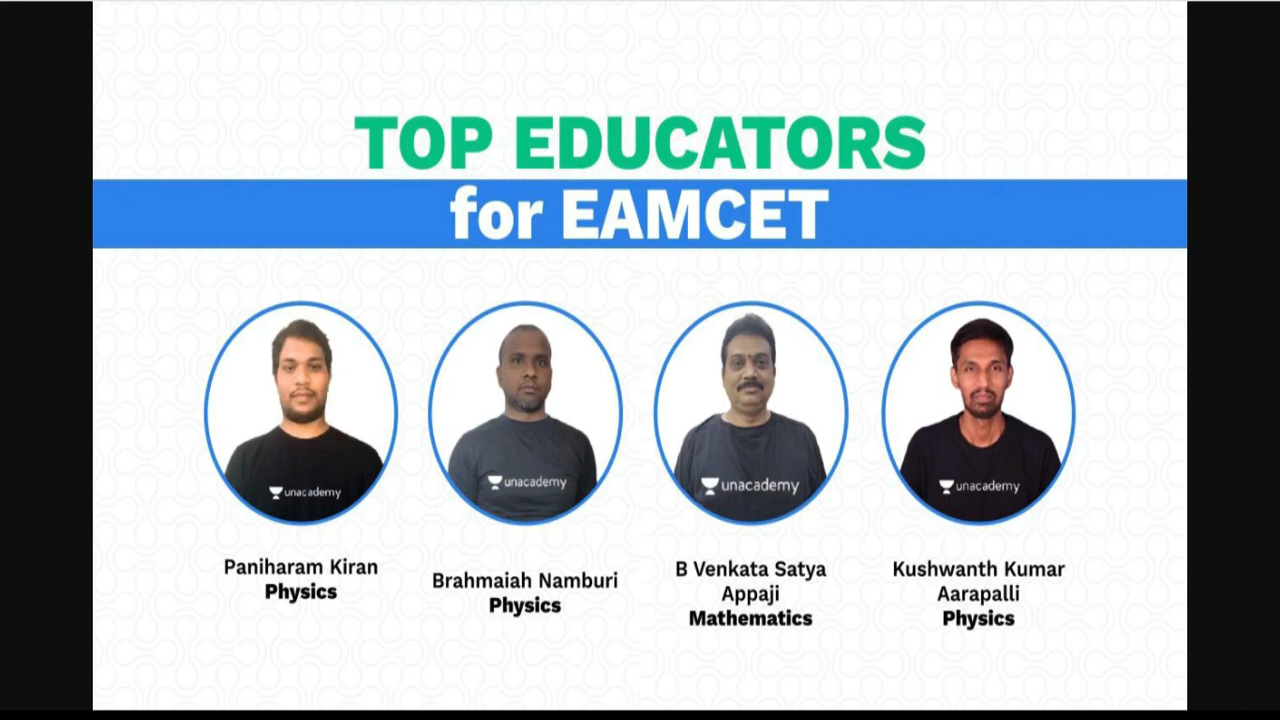 TOP EDUCATORS
for EAMCET
unacademy
unacademy
unacademy
unacademy
Paniharam Kiran
Physics
Brahmaiah Namburi
Physics
B Venkata Satya
Appaji
Mathematics
Kushwanth Kumar
Aarapalli
Physics